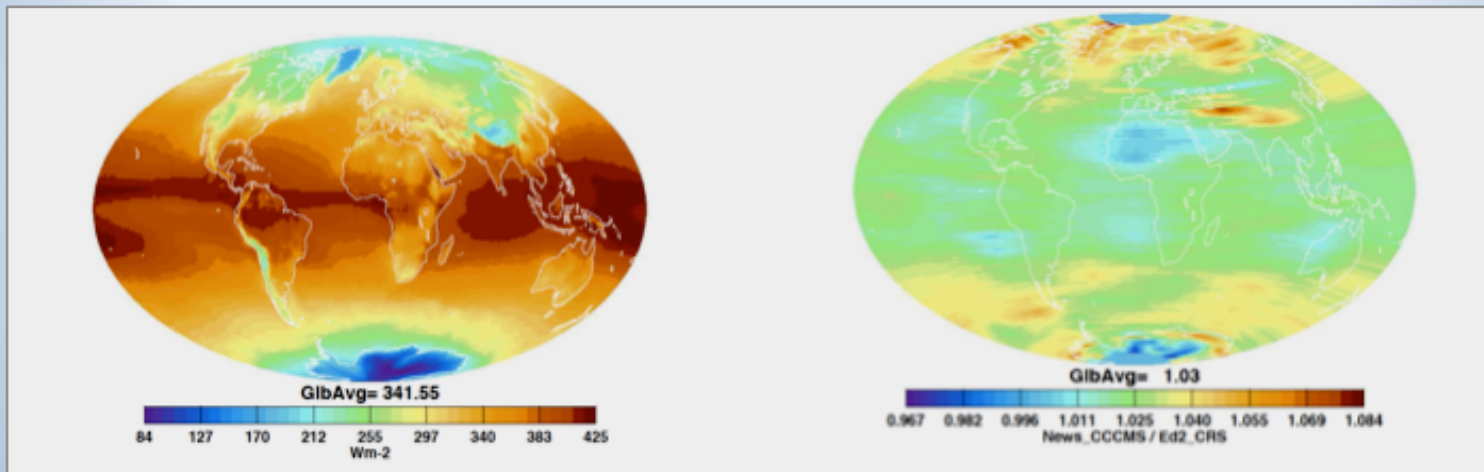 GlbAvg= 341.55
84 127 170 212 255 297 340 383 425
Wm-2
GlbAvg= 1.03
0.967 0.982 0.996 1.011 1.025 1.040 1.055 1.069 1.084
News_CCCMS / Ed2_CRS